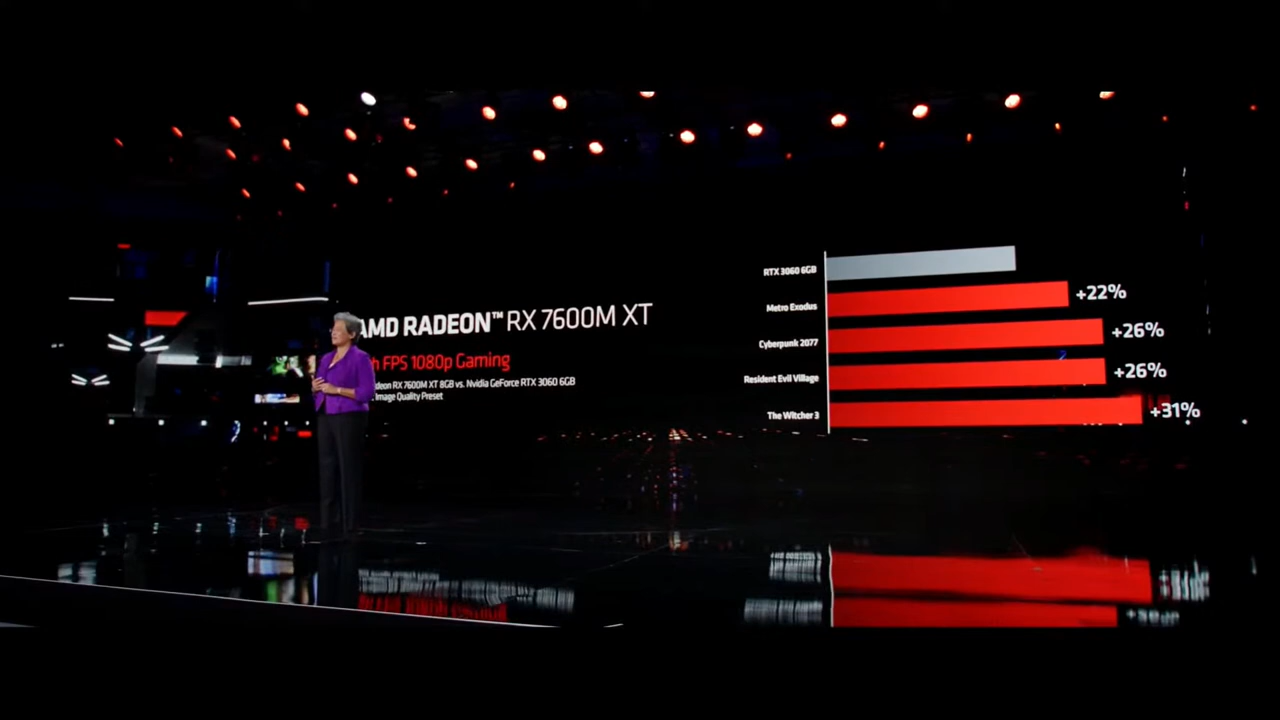 AMD RADEON™ RX 7600M XT
FPS 1080p Gaming
RX 7600M XT 8GB vs. Nvidia GeForce RTX 3060 6GB
Image Quality Preset
RTX 3060 6GB
Metro Exodus +22%
Cyberpunk 2077 +26%
Resident Evil Village +26%
The Witcher 3 +31%